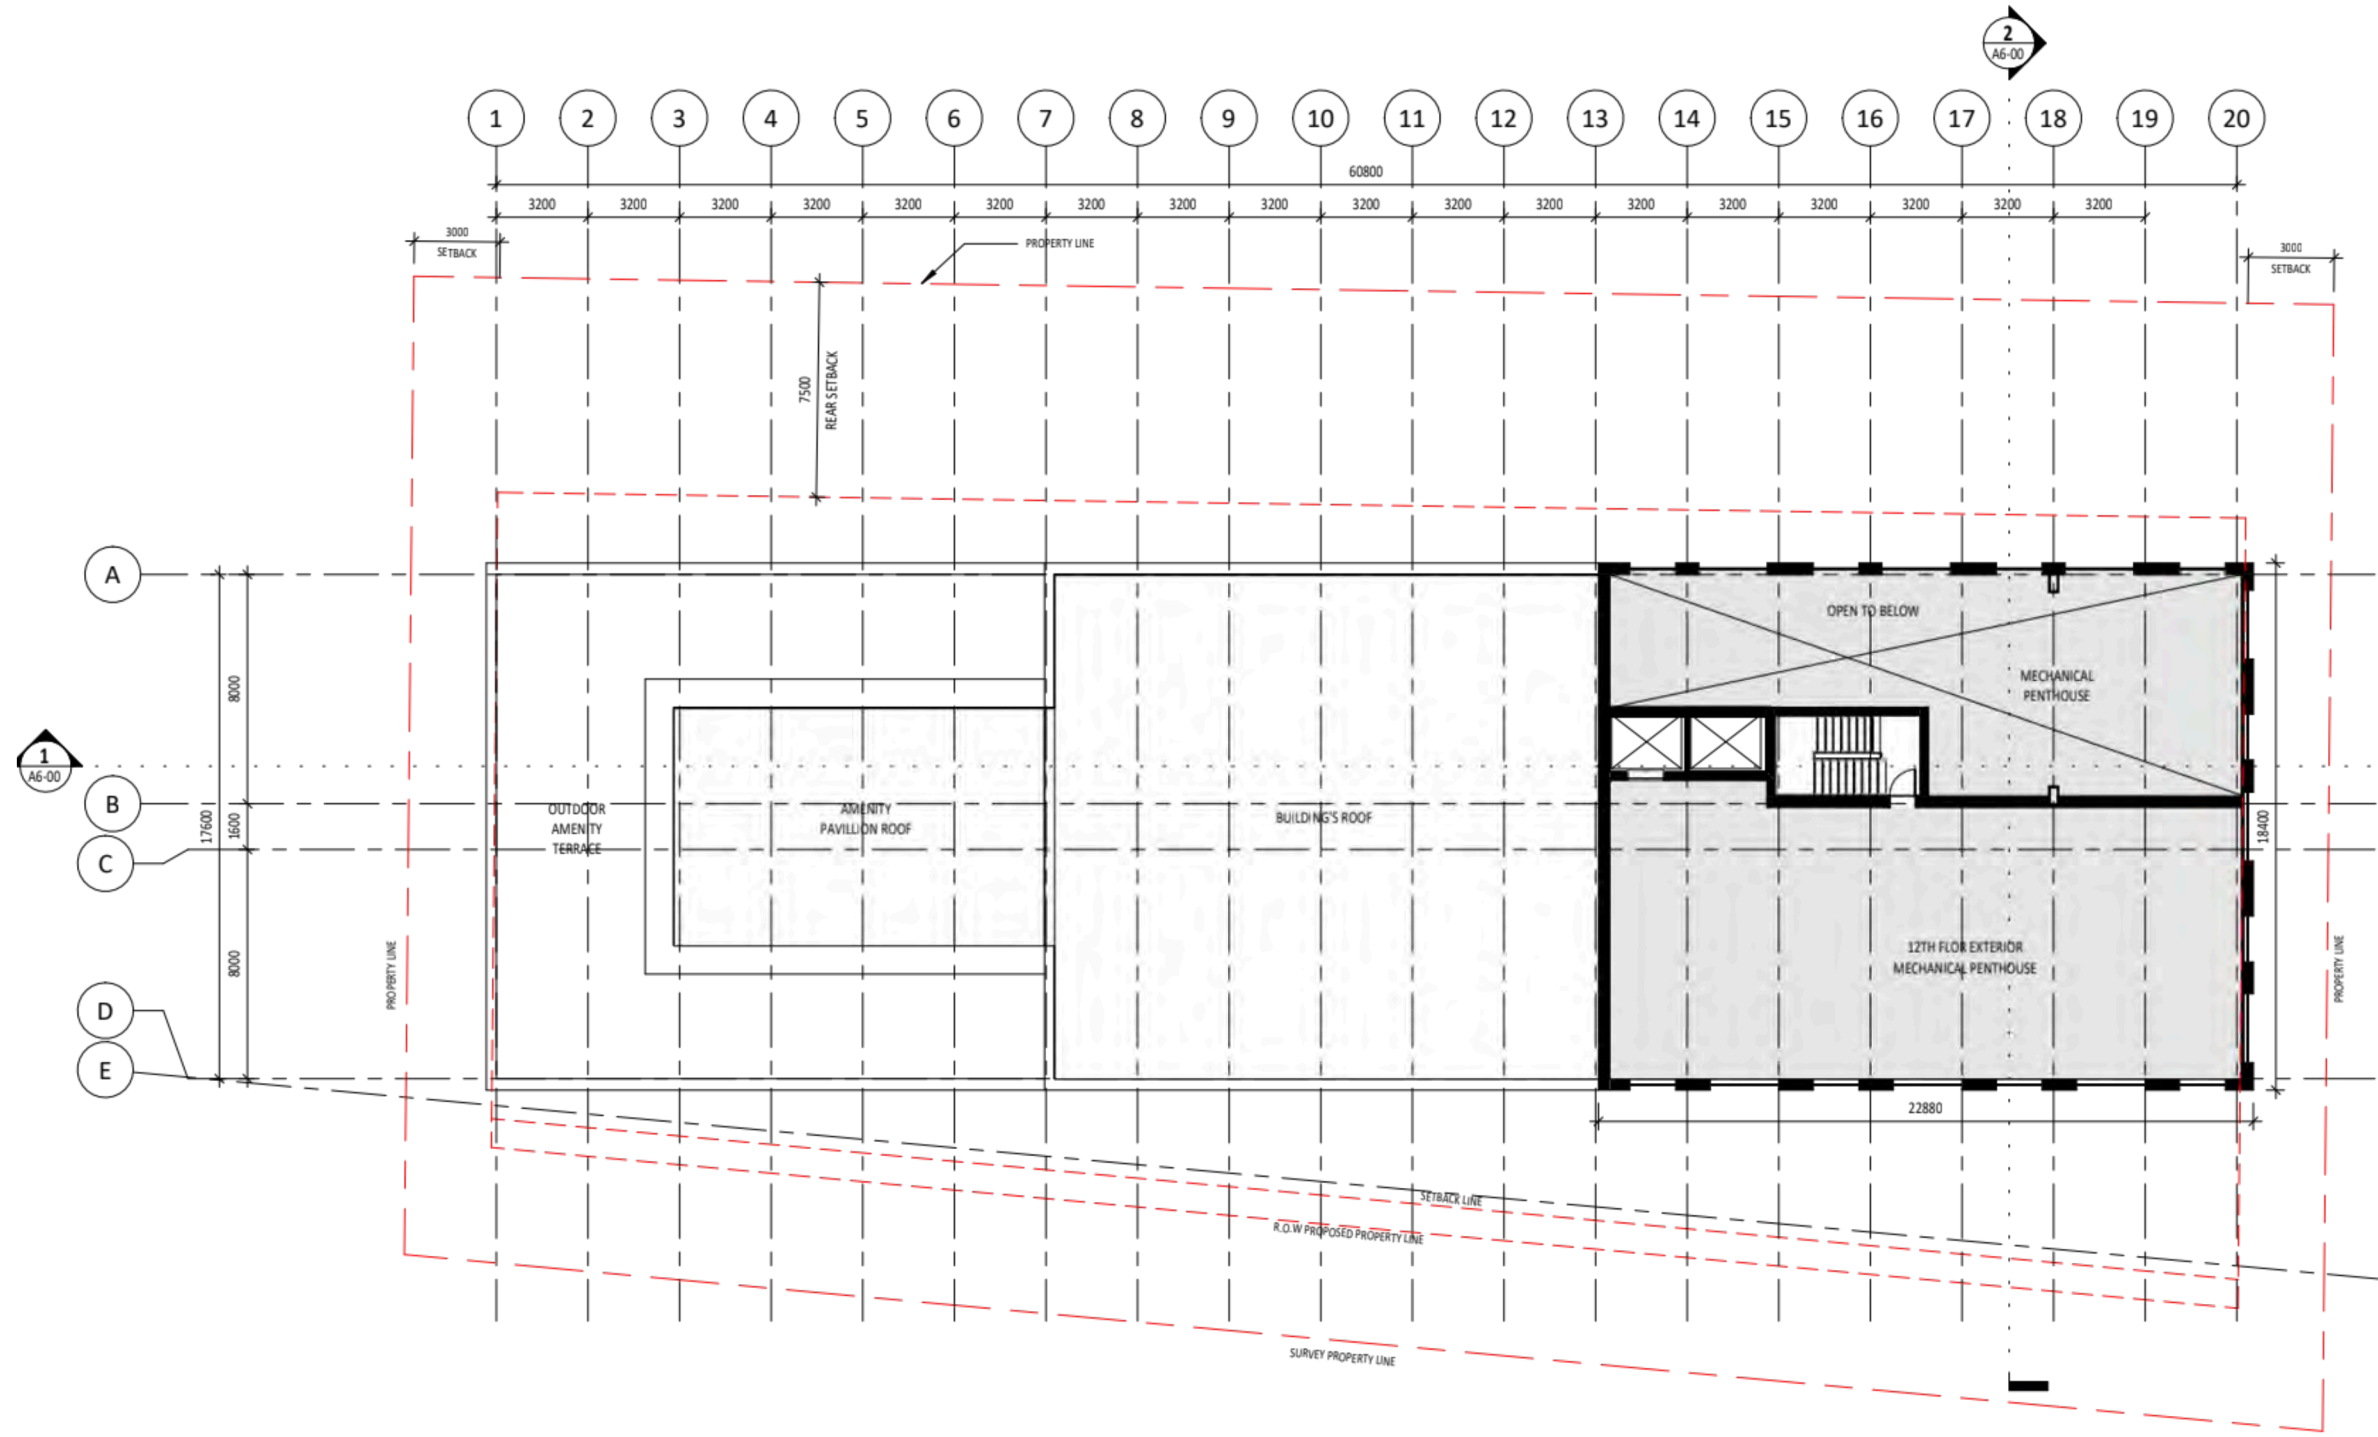 2
A6-00
1 2 3 4 5 6 7 8 9 10 11 12 13 14 15 16 17 18 19 20
60800
3200 3200 3200 3200 3200 3200 3200 3200 3200 3200 3200 3200 3200 3200 3200 3200 3200 3200
3000
SETBACK
PROPERTY LINE
3000
SETBACK
7500
REAR SETBACK
A
OPEN TO BELOW
MECHANICAL
PENTHOUSE
8000
1
A6-00
B
17600
1600
C
OUTDOOR
AMENITY
TERRACE
AMENITY
PAVILLION ROOF
BUILDING'S ROOF
18400
12TH FLOR EXTERIOR
MECHANICAL PENTHOUSE
8000
PROPERTY LINE
PROPERTY LINE
D
E
22880
SETBACK LINE
R.O.W PROPOSED PROPERTY LINE
SURVEY PROPERTY LINE